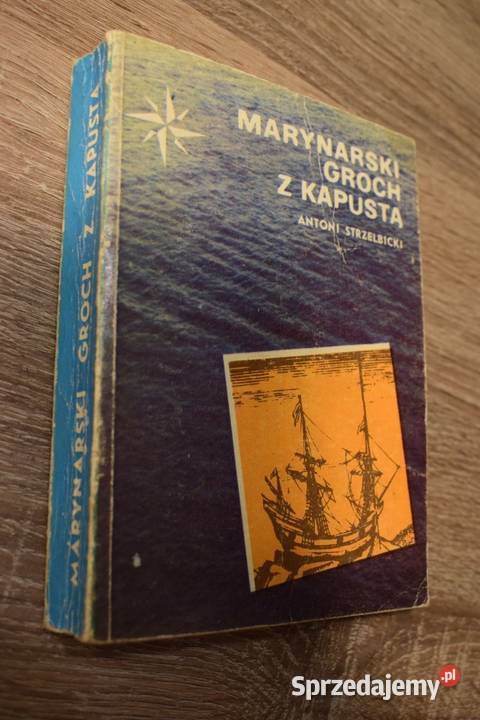 MARYNARSKI GROCH Z KAPUSTĄ
MARYNARSKI
GROCH
Z KAPUSTĄ
ANTONI STRZELBICKI
Sprzedajemy.pl